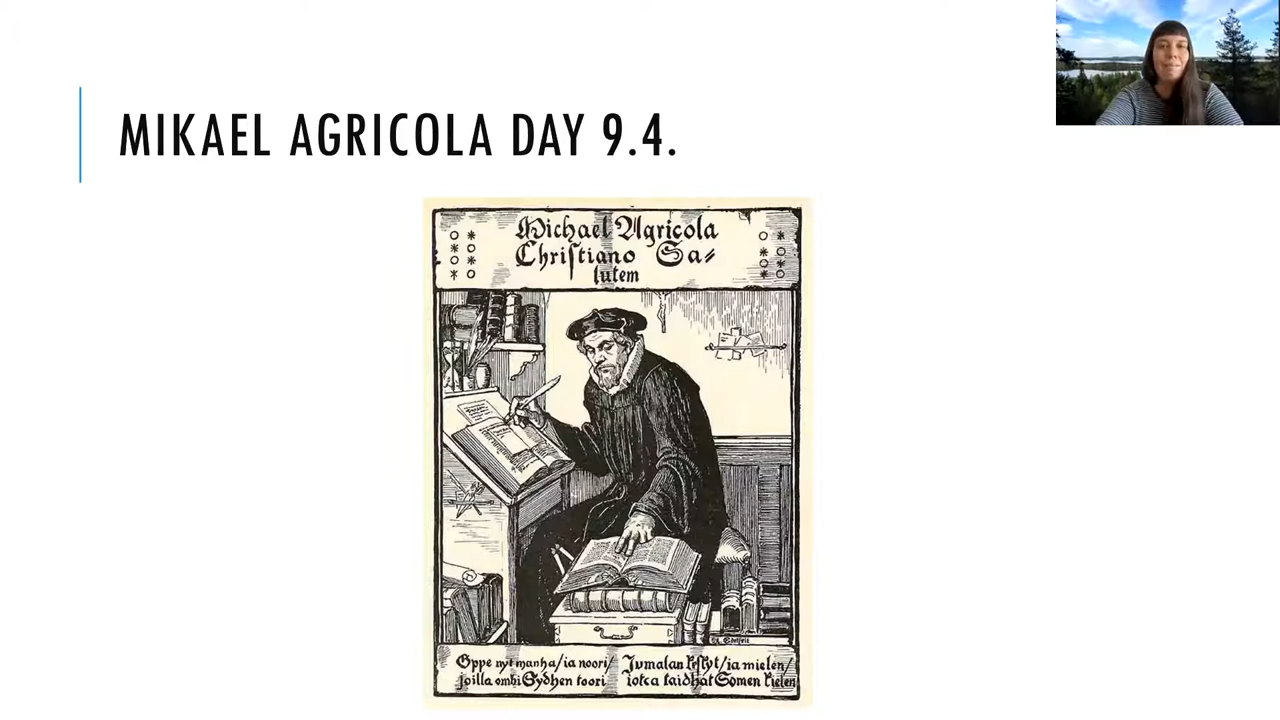 MIKAEL AGRICOLA DAY 9.4.
Michael Agricola
Chriſtiano Sa⸗
lutem
Oppe nyt wanha/ia noori/
joilla ombi Sydhen toori
Jumalan keſkyt/ia mielen/
iotca taidhat Somen kielen